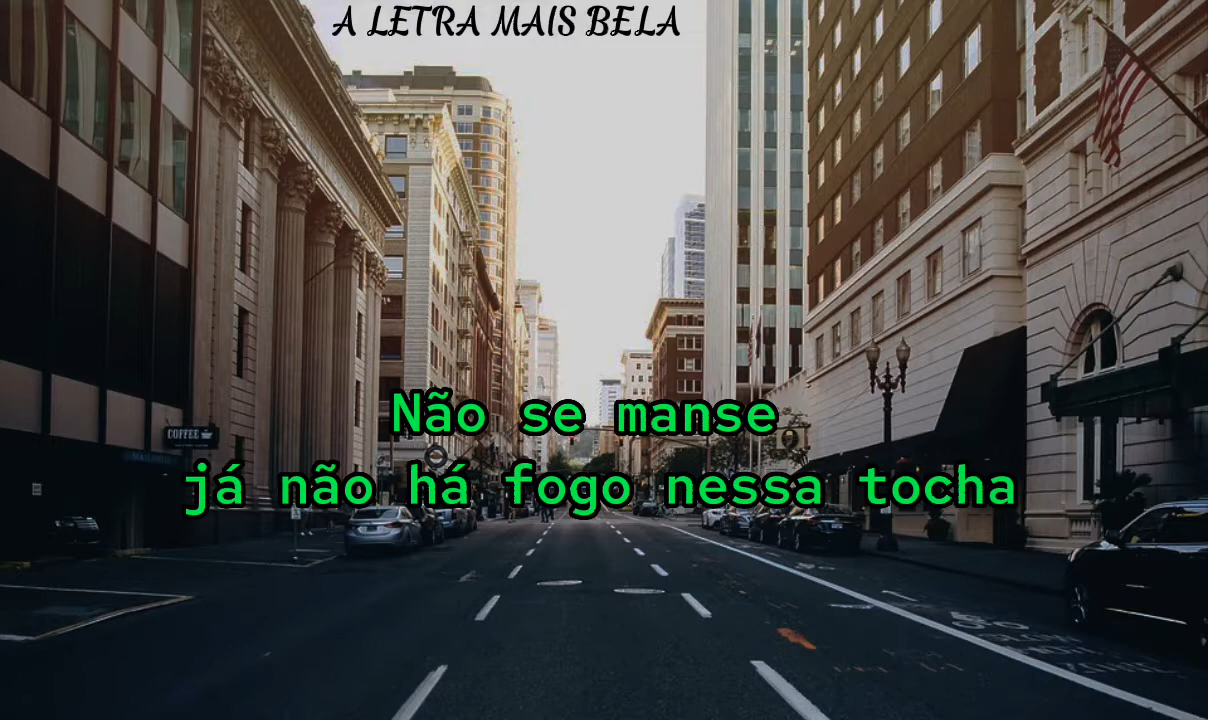 A LETRA MAIS BELA
Não se manse
já não há fogo nessa tocha
COFFEE